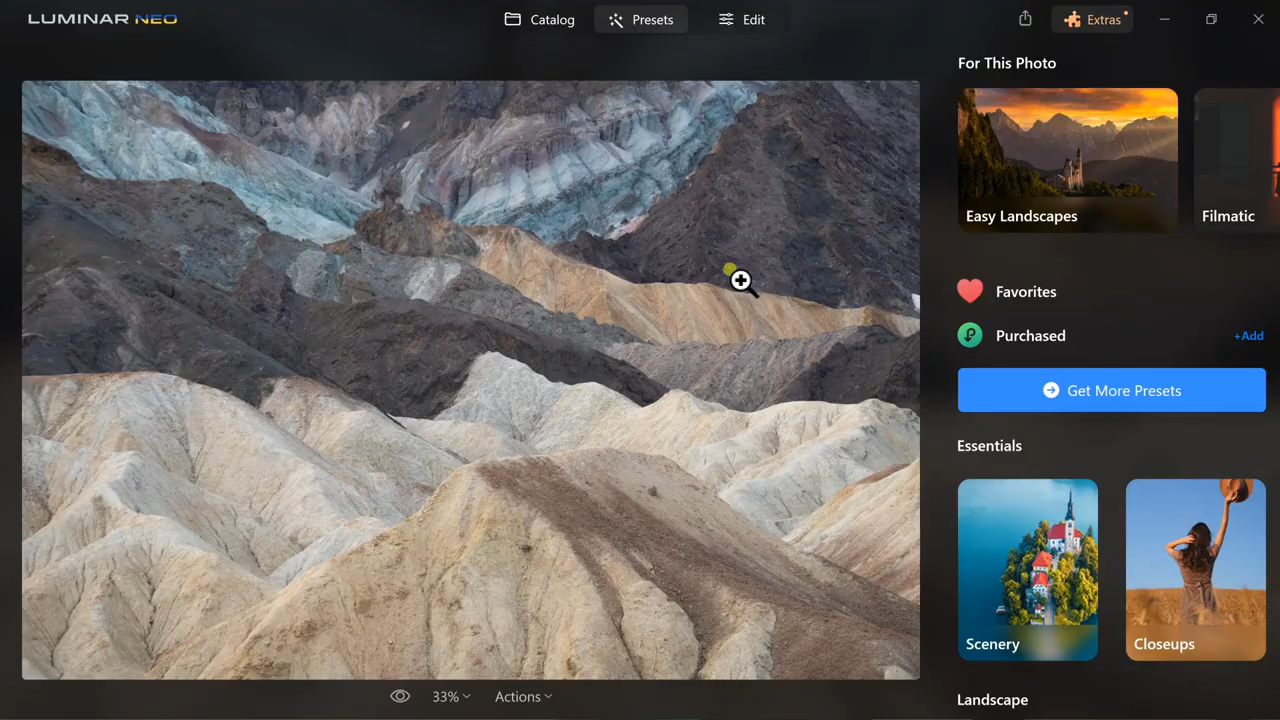 LUMINAR NEO
Catalog
Presets
Edit
Extras
For This Photo
Easy Landscapes
Filmatic
Favorites
Purchased
+Add
Get More Presets
Essentials
Scenery
Closeups
Landscape
33%
Actions